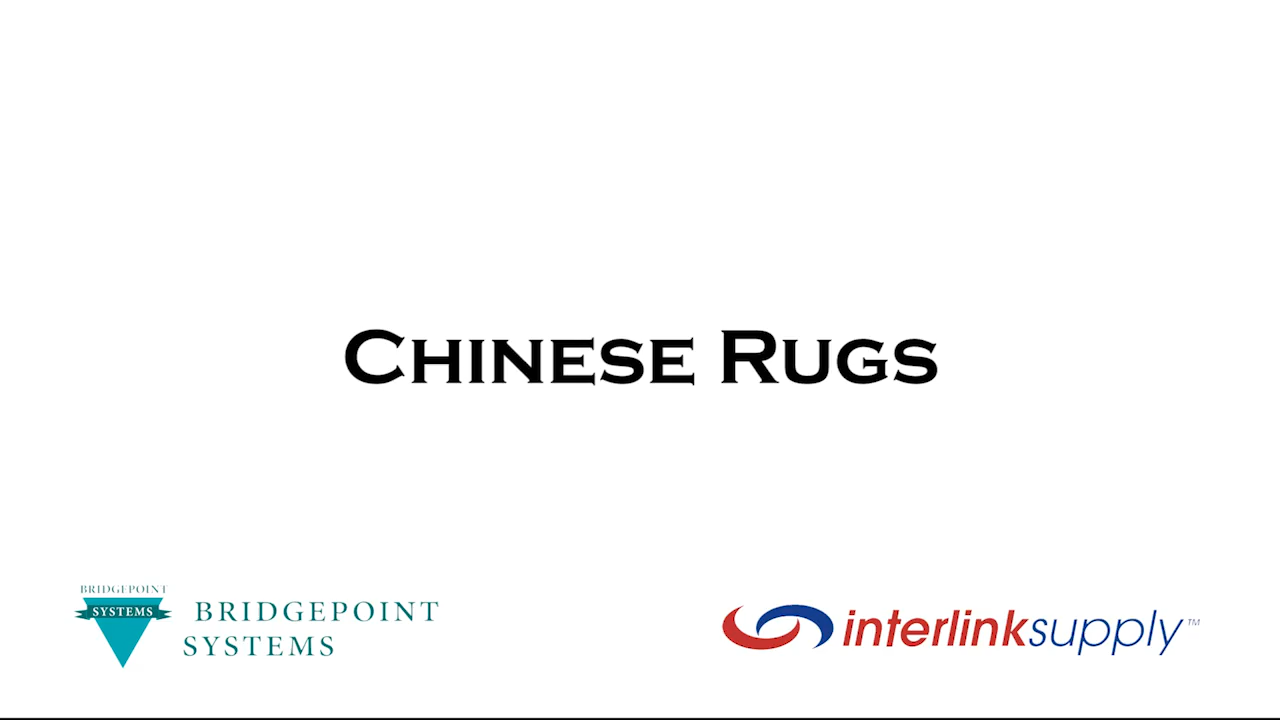 Chinese Rugs
BRIDGEPOINT
SYSTEMS
BRIDGEPOINT
SYSTEMS
interlinksupply™